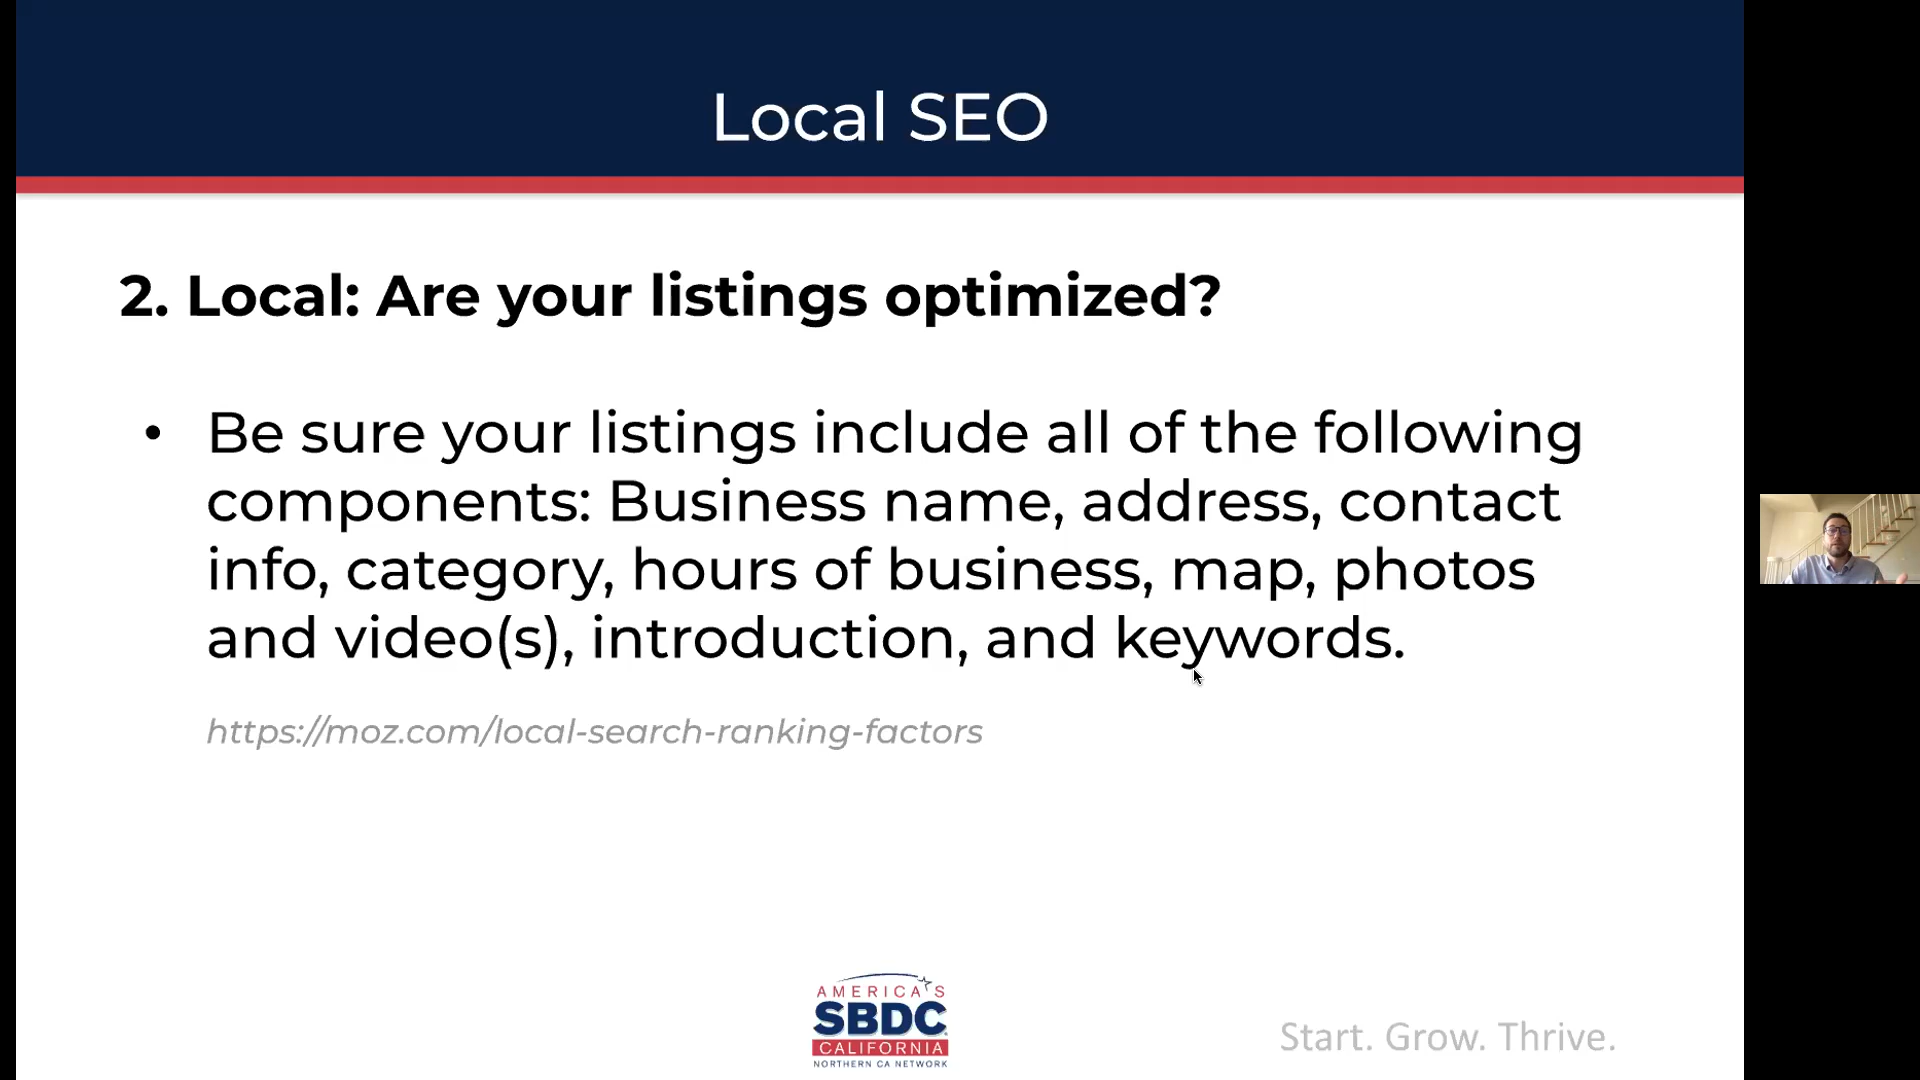 Local SEO
2. Local: Are your listings optimized?
• Be sure your listings include all of the following
components: Business name, address, contact
info, category, hours of business, map, photos
and video(s), introduction, and keywords.
https://moz.com/local-search-ranking-factors
AMERICA'S
SBDC
CALIFORNIA
NORTHERN CA NETWORK
Start. Grow. Thrive.